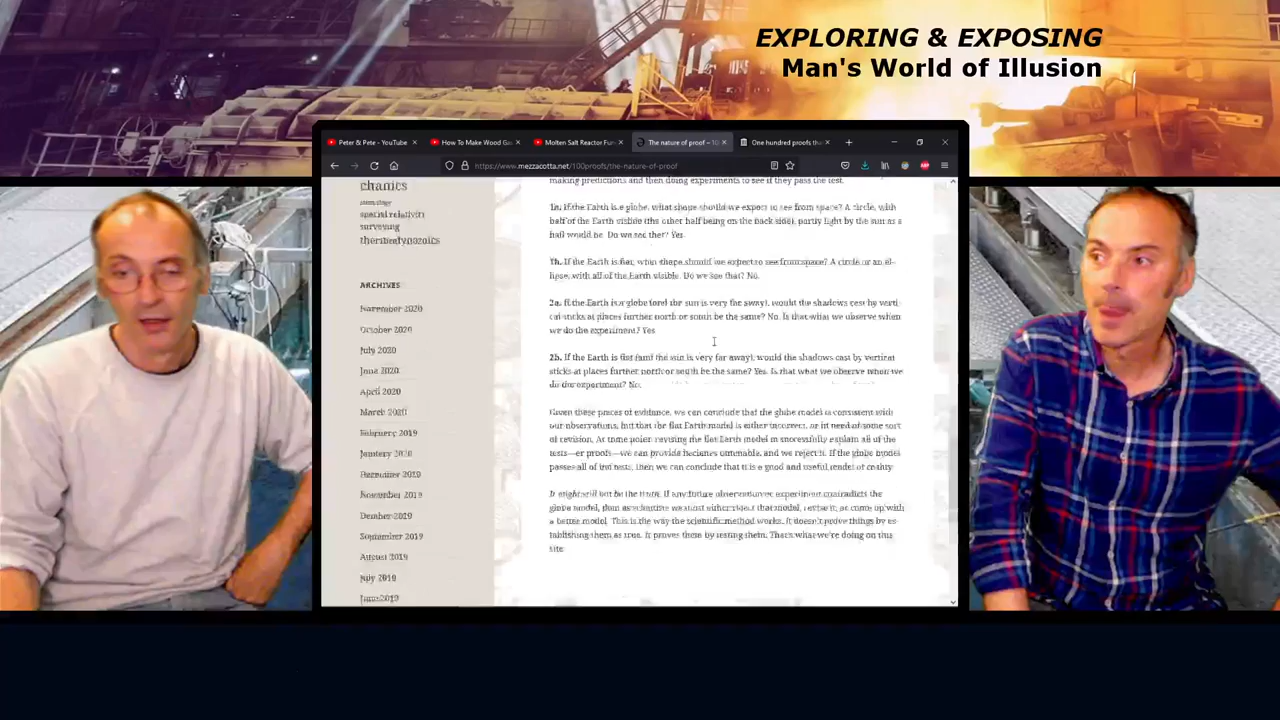 EXPLORING & EXPOSING
Man's World of Illusion
Peter & Pete - YouTube
How To Make Wood Gas
Molten Salt Reactor Fun
The nature of proof – 10
One hundred proofs tha
https://www.mezzacotta.net/100proofs/the-nature-of-proof
chanics
special relativity
surveying
thermodynamics
ARCHIVES
November 2020
October 2020
July 2020
June 2020
April 2020
March 2020
February 2019
January 2020
December 2019
November 2019
September 2019
August 2019
July 2019
June 2019
making predictions and then doing experiments to see if they pass the test.
1a. If the Earth is a globe, what shape should we expect to see from space? A circle, with
half of the Earth visible (the other half being on the back side), partly light by the sun as a
ball would be. Do we see that? Yes.
1b. If the Earth is flat, what shape should we expect to see from space? A circle or an el-
lipse, with all of the Earth visible. Do we see that? No.
2a. If the Earth is a globe (and the sun is very far away), would the shadows cast by verti-
cal sticks at places further north or south be the same? No. Is that what we observe when
we do the experiment? Yes
2b. If the Earth is flat (and the sun is very far away), would the shadows cast by vertical
sticks at places further north or south be the same? Yes. Is that what we observe when we
do the experiment? No.
Given these pieces of evidence, we can conclude that the globe model is consistent with
our observations, but that the flat Earth model is either incorrect, or in need of some sort
of revision. At some point revising the flat Earth model to successfully explain all of the
tests—or proofs—we can provide becomes untenable, and we reject it. If the globe model
passes all of the tests, then we can conclude that it is a good and useful model of reality
It might still not be the truth. If any future observation or experiment contradicts the
globe model, then as scientists we must either reject that model, revise it, or come up with
a better model. This is the way the scientific method works. It doesn't prove things by es-
tablishing them as true. It proves them by testing them. That's what we're doing on this
site